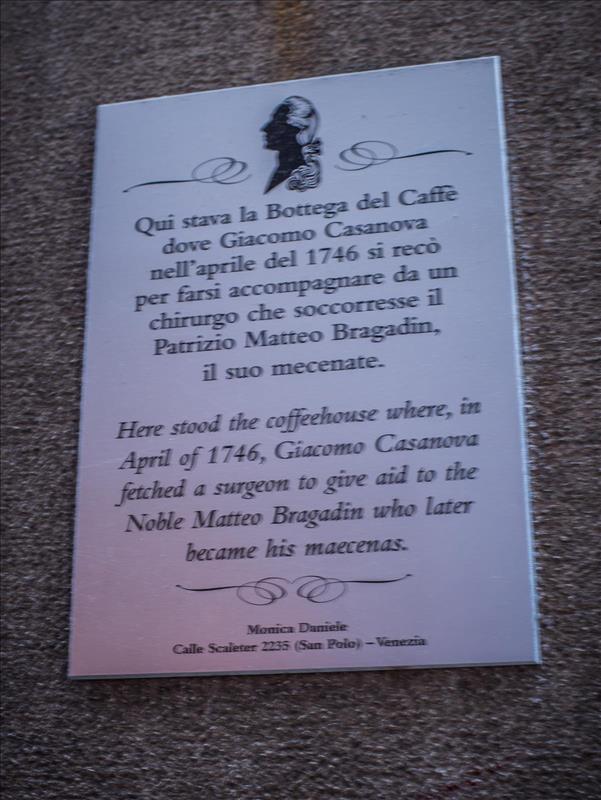 Qui stava la Bottega del Caffè
dove Giacomo Casanova
nell'aprile del 1746 si recò
per farsi accompagnare da un
chirurgo che soccorresse il
Patrizio Matteo Bragadin,
il suo mecenate.
Here stood the coffeehouse where, in
April of 1746, Giacomo Casanova
fetched a surgeon to give aid to the
Noble Matteo Bragadin who later
became his maecenas.
Monica Daniele
Calle Scaleter 2235 (San Polo) – Venezia